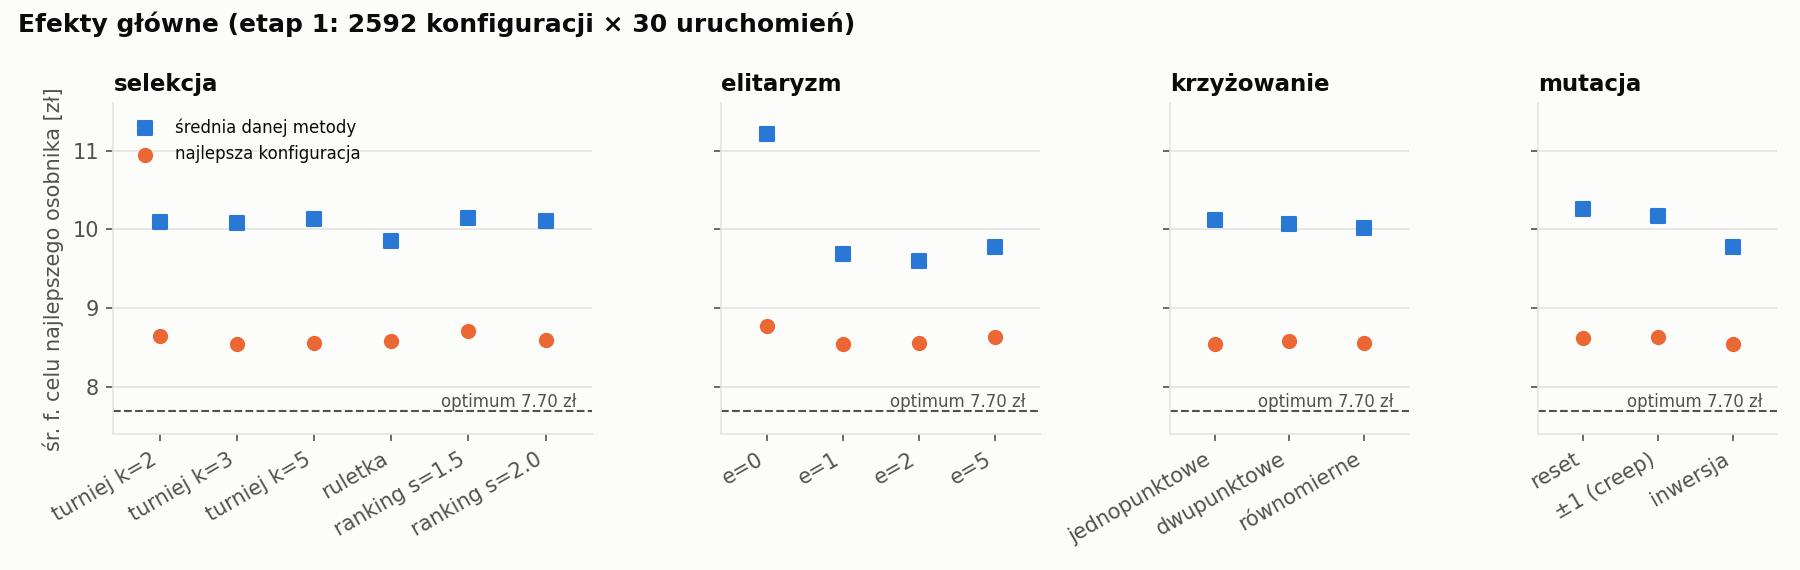 Efekty główne (etap 1: 2592 konfiguracji × 30 uruchomień)
selekcja
elitaryzm
krzyżowanie
mutacja
śr. f. celu najlepszego osobnika [zł]
średnia danej metody
najlepsza konfiguracja
11
10
9
8
optimum 7.70 zł
optimum 7.70 zł
optimum 7.70 zł
optimum 7.70 zł
turniej k=2
turniej k=3
turniej k=5
ruletka
ranking s=1.5
ranking s=2.0
e=0
e=1
e=2
e=5
jednopunktowe
dwupunktowe
równomierne
reset
±1 (creep)
inwersja